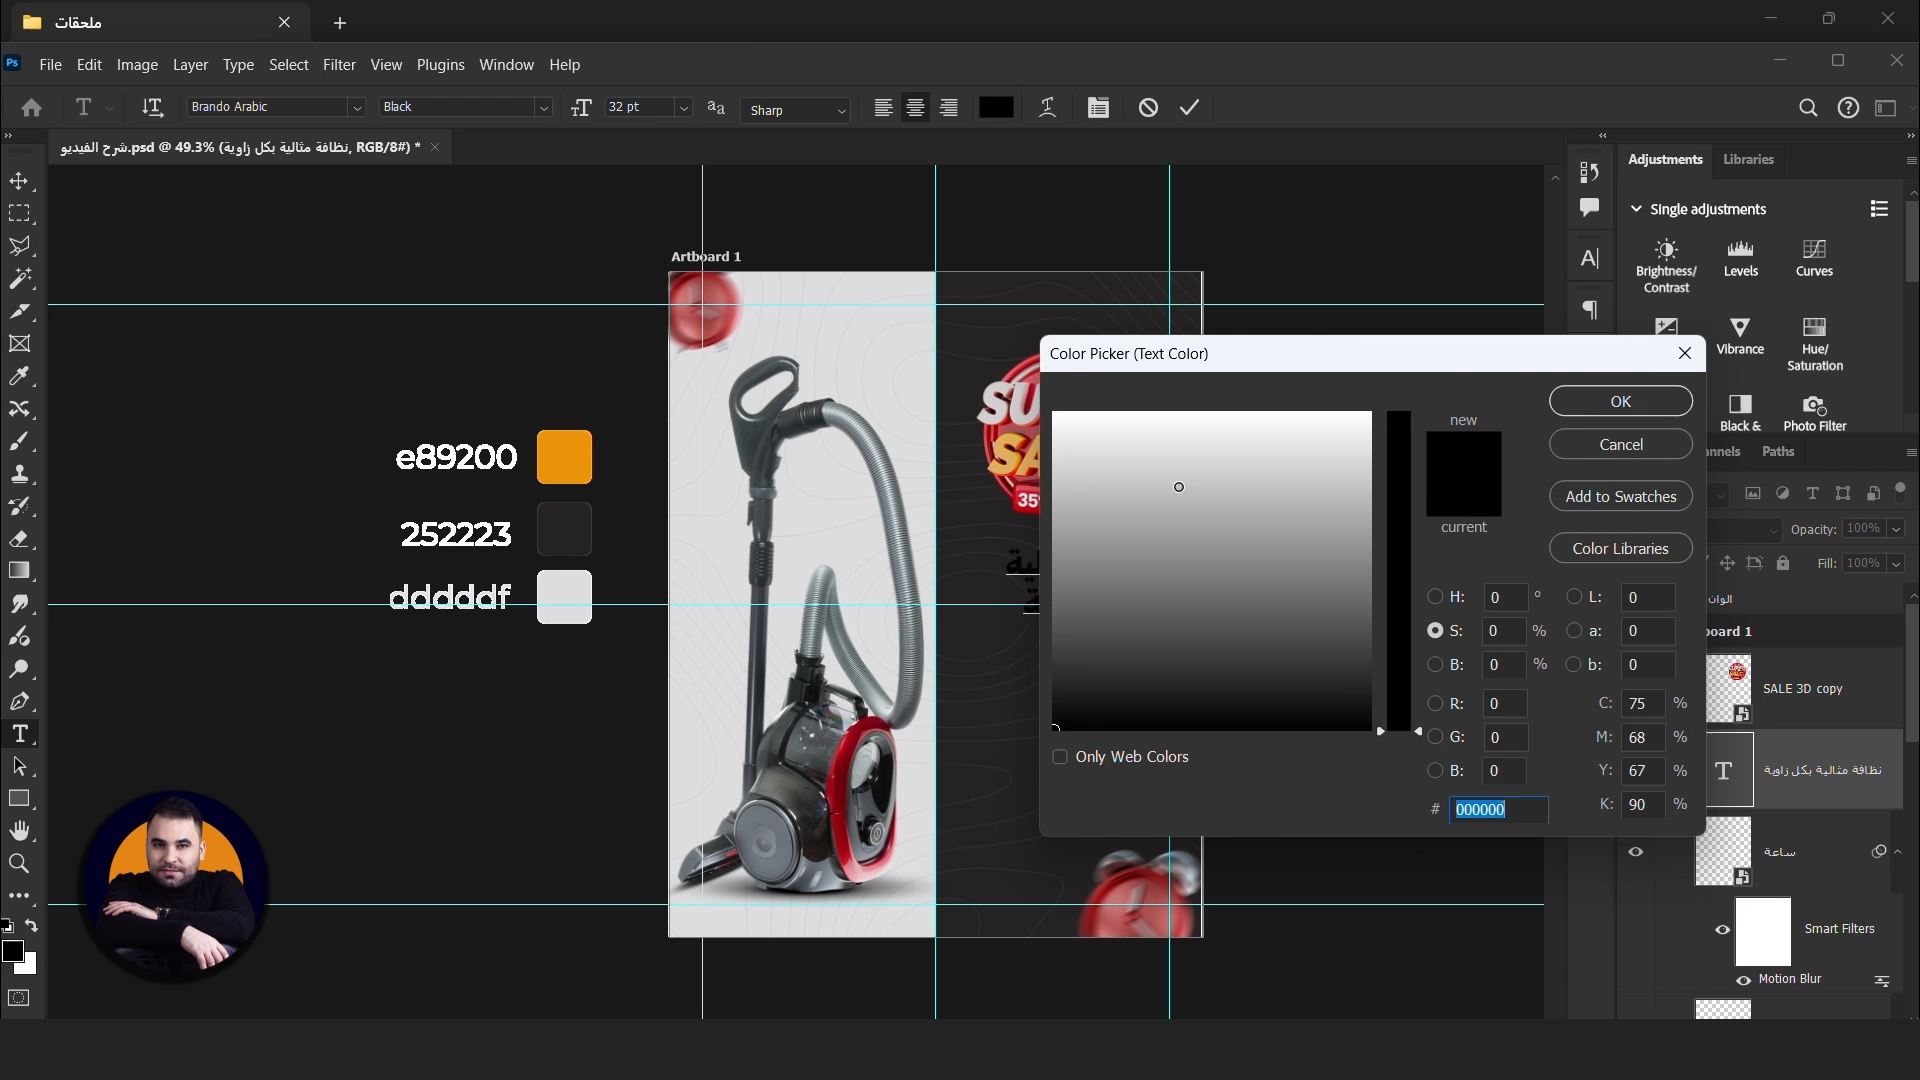 ملحقات
File Edit Image Layer Type Select Filter View Plugins Window Help
Brando Arabic
Black
32 pt
Sharp
شرح الفيديو.psd @ 49.3% (نظافة مثالية بكل زاوية, RGB/8#) *
Adjustments Libraries
Single adjustments
Brightness/ Contrast
Levels
Curves
Vibrance
Hue/ Saturation
Black &
Photo Filter
Artboard 1
e89200
252223
dddddf
35%
Color Picker (Text Color)
new
current
OK
Cancel
Add to Swatches
Color Libraries
H: 0 ° L: 0
S: 0 % a: 0
B: 0 % b: 0
R: 0 C: 75 %
G: 0 M: 68 %
B: 0 Y: 67 %
# 000000 K: 90 %
Only Web Colors
Paths
Opacity: 100%
Fill: 100%
الوان
SALE 3D copy
نظافة مثالية بكل زاوية
ساعة
Smart Filters
Motion Blur